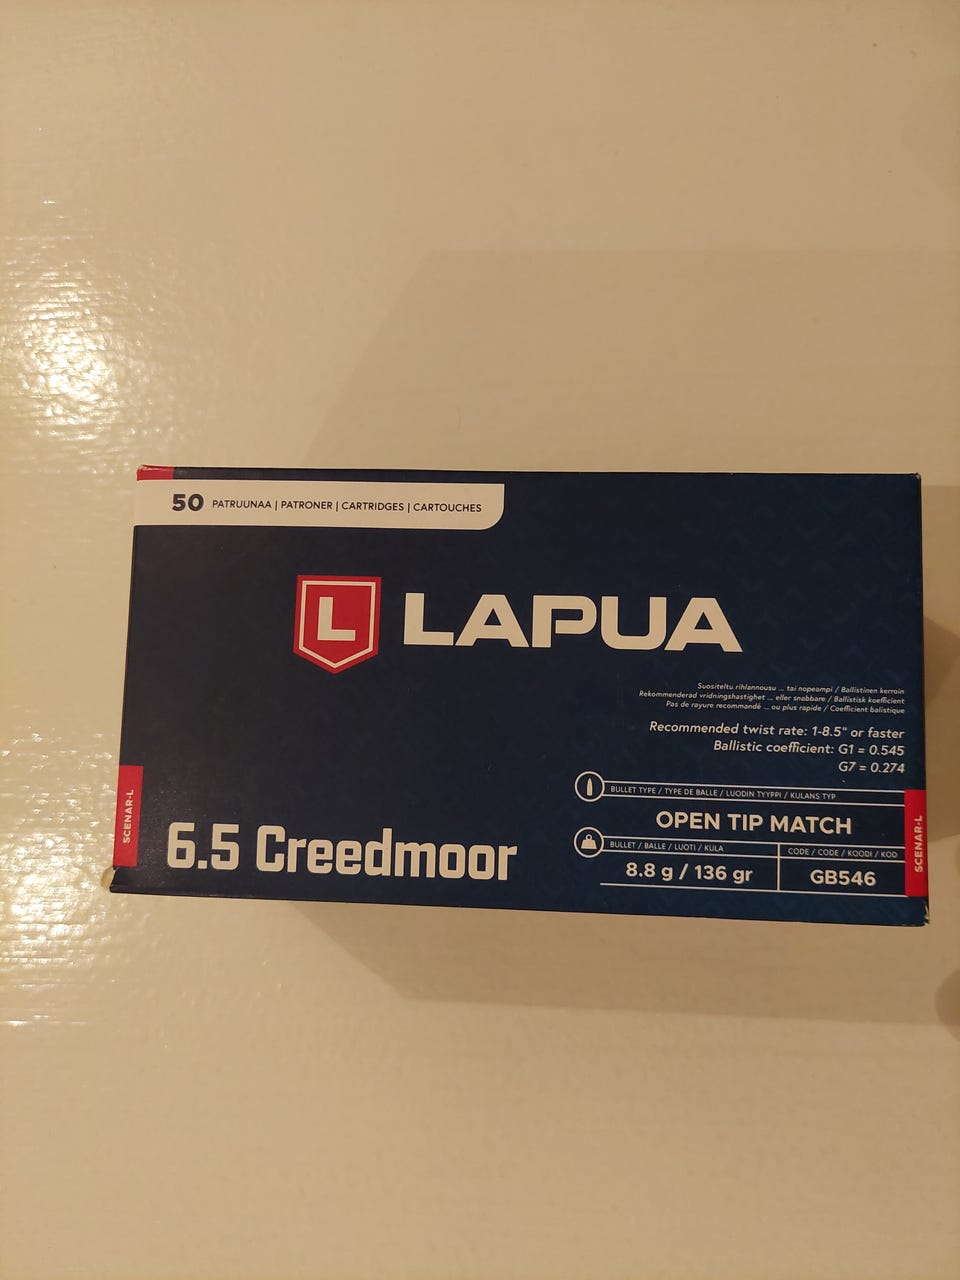 50 PATRUUNAA | PATRONER | CARTRIDGES | CARTOUCHES
L LAPUA
Suositeltu rihlannousu ... tai nopeampi / Ballistinen kerroin
Rekommenderad vridningshastighet ... eller snabbare / Ballistisk koefficient
Pas de rayure recommandé ... ou plus rapide / Coefficient balistique
Recommended twist rate: 1-8.5" or faster
Ballistic coefficient: G1 = 0.545
G7 = 0.274
BULLET TYPE / TYPE DE BALLE / LUODIN TYYPPI / KULANS TYP
OPEN TIP MATCH
BULLET / BALLE / LUOTI / KULA
8.8 g / 136 gr
CODE / CODE / KOODI / KOD
GB546
6.5 Creedmoor
SCENAR-L
SCENAR-L